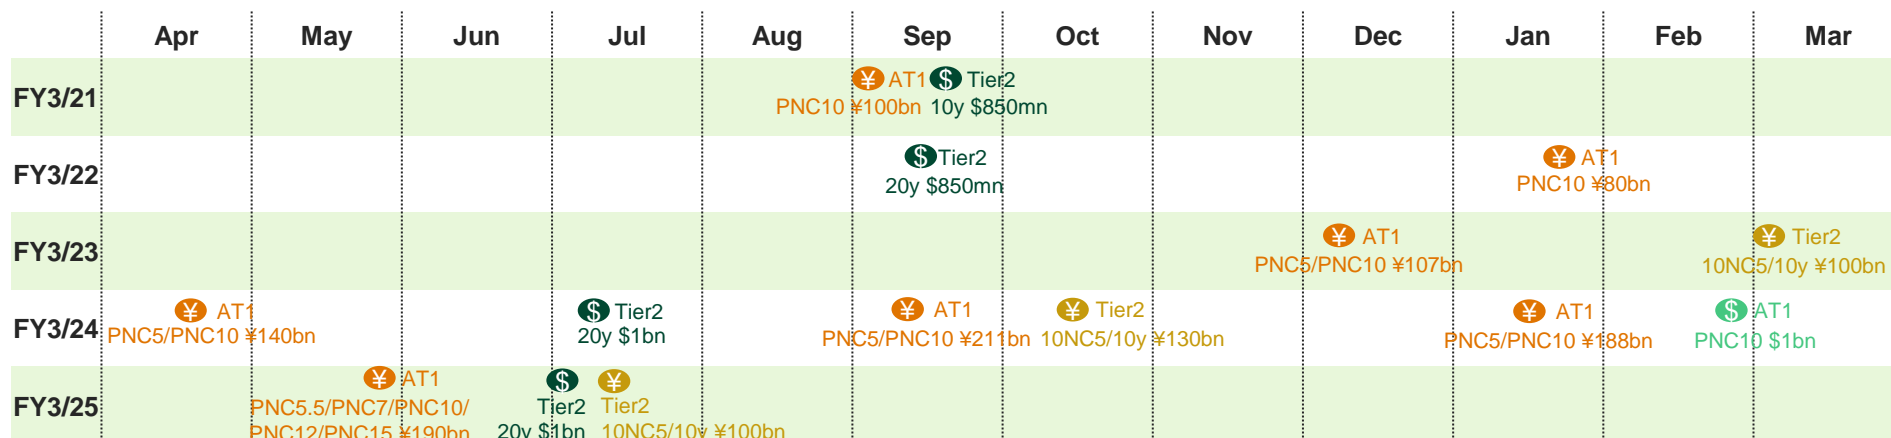 Apr May Jun Jul Aug Sep Oct Nov Dec Jan Feb Mar
FY3/21
¥ AT1 $ Tier2
PNC10 ¥100bn 10y $850mn
FY3/22
$ Tier2 ¥ AT1
20y $850mn PNC10 ¥80bn
FY3/23
¥ AT1 ¥ Tier2
PNC5/PNC10 ¥107bn 10NC5/10y ¥100bn
FY3/24
¥ AT1 $ Tier2 ¥ AT1 ¥ Tier2 ¥ AT1 $ AT1
PNC5/PNC10 ¥140bn 20y $1bn PNC5/PNC10 ¥211bn 10NC5/10y ¥130bn PNC5/PNC10 ¥188bn PNC10 $1bn
FY3/25
¥ AT1 $ ¥
PNC5.5/PNC7/PNC10/ Tier2 Tier2
PNC12/PNC15 ¥190bn 20y $1bn 10NC5/10y ¥100bn